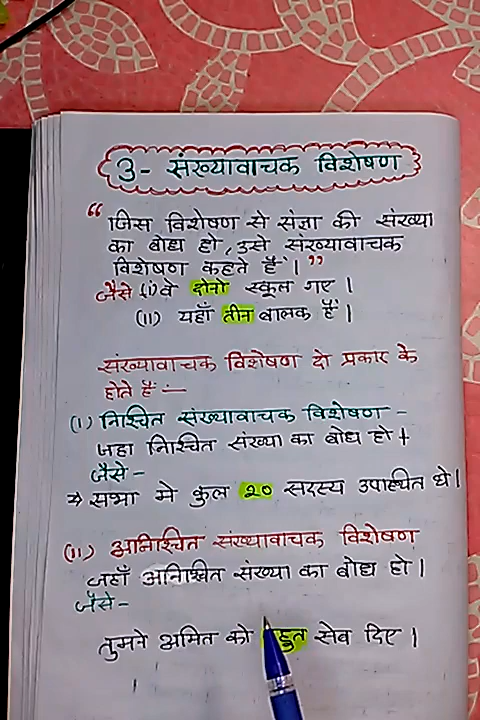 3- संख्यावाचक विशेषण
“ जिस विशेषण से संज्ञा की संख्या
का बोध हो, उसे संख्यावाचक
विशेषण कहते हैं। ”
जैसे (i) वे दोनो स्कूल गए।
(II) यहाँ तीन बालक हैं।
संख्यावाचक विशेषण दो प्रकार के
होते हैं :—
(i) निश्चित संख्यावाचक विशेषण -
जहा निश्चित संख्या का बोध हो।
जैसे -
→ सभा मे कुल २० सदस्य उपस्थित थे।
(ii) अनिश्चित संख्यावाचक विशेषण
जहाँ अनिश्चित संख्या का बोध हो।
जैसे -
तुमने अमित को बहुत सेव दिए।